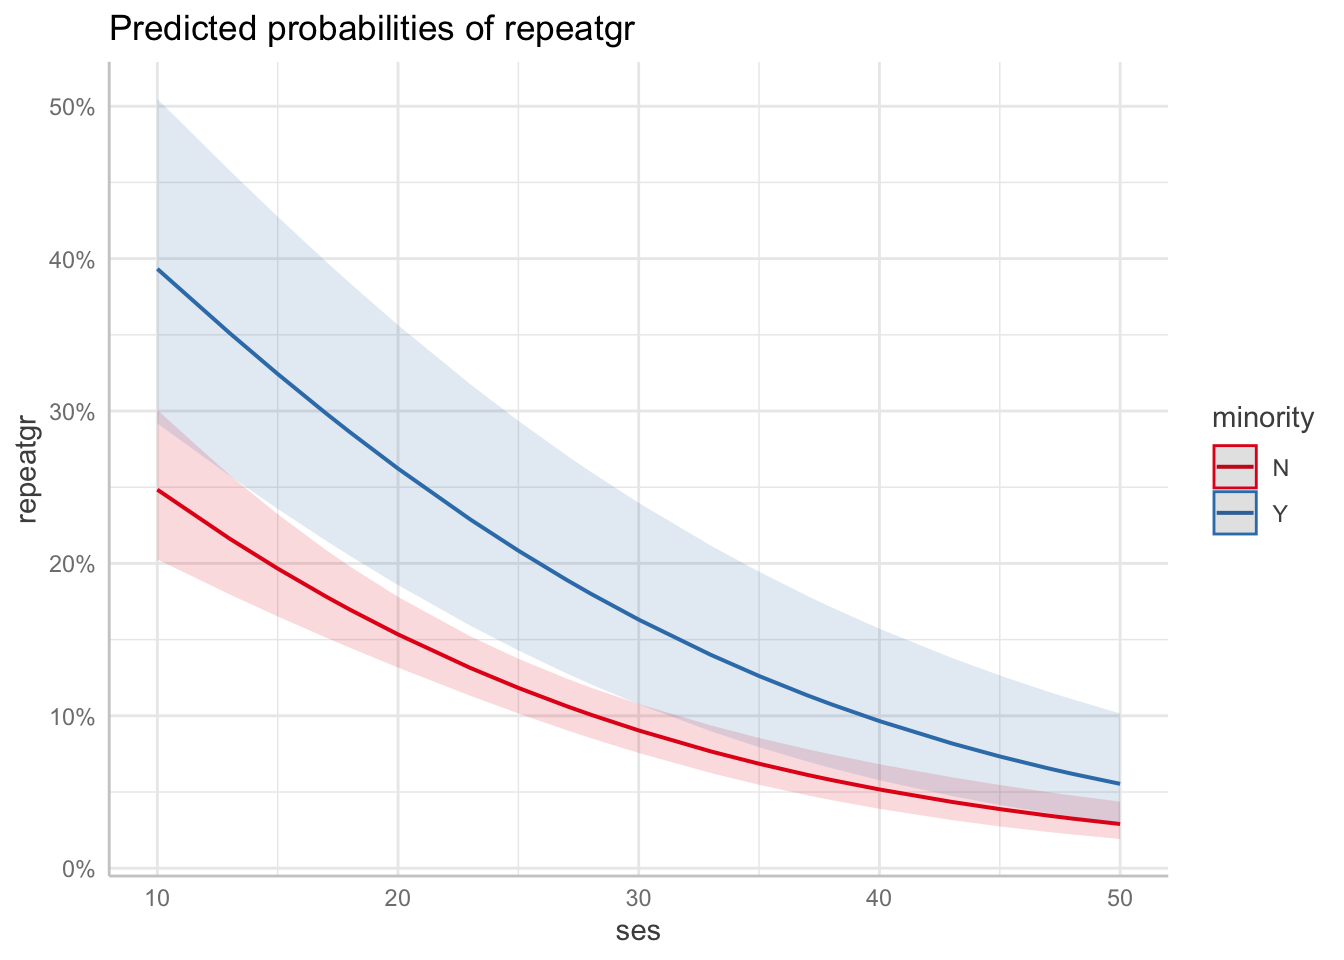 Predicted probabilities of repeatgr
50%
40%
30%
20%
10%
0%
repeatgr
10 20 30 40 50
ses
minority
N
Y